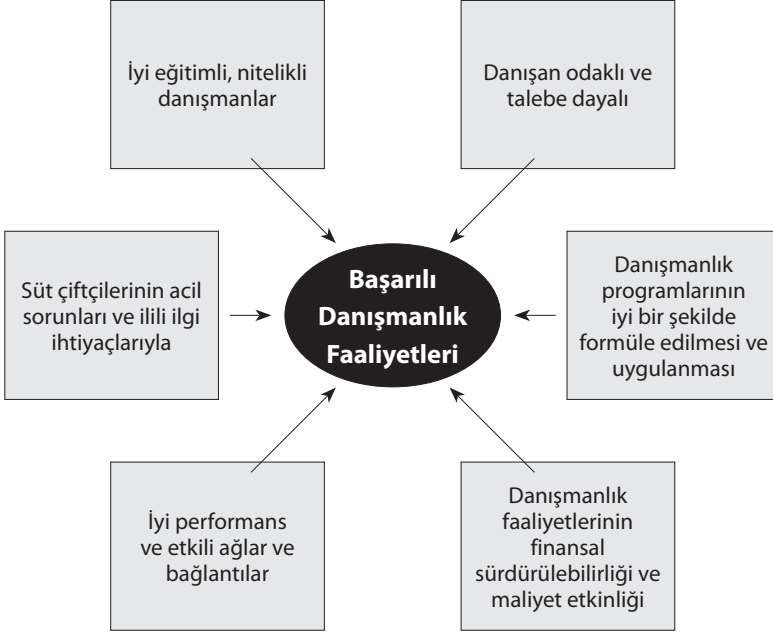 İyi eğitimli, nitelikli
danışmanlar
Danışan odaklı ve
talebe dayalı
Süt çiftçilerinin acil
sorunları ve ilili ilgi
ihtiyaçlarıyla
Başarılı
Danışmanlık
Faaliyetleri
Danışmanlık
programlarının
iyi bir şekilde
formüle edilmesi ve
uygulanması
İyi performans
ve etkili ağlar ve
bağlantılar
Danışmanlık
faaliyetlerinin
finansal
sürdürülebilirliği ve
maliyet etkinliği